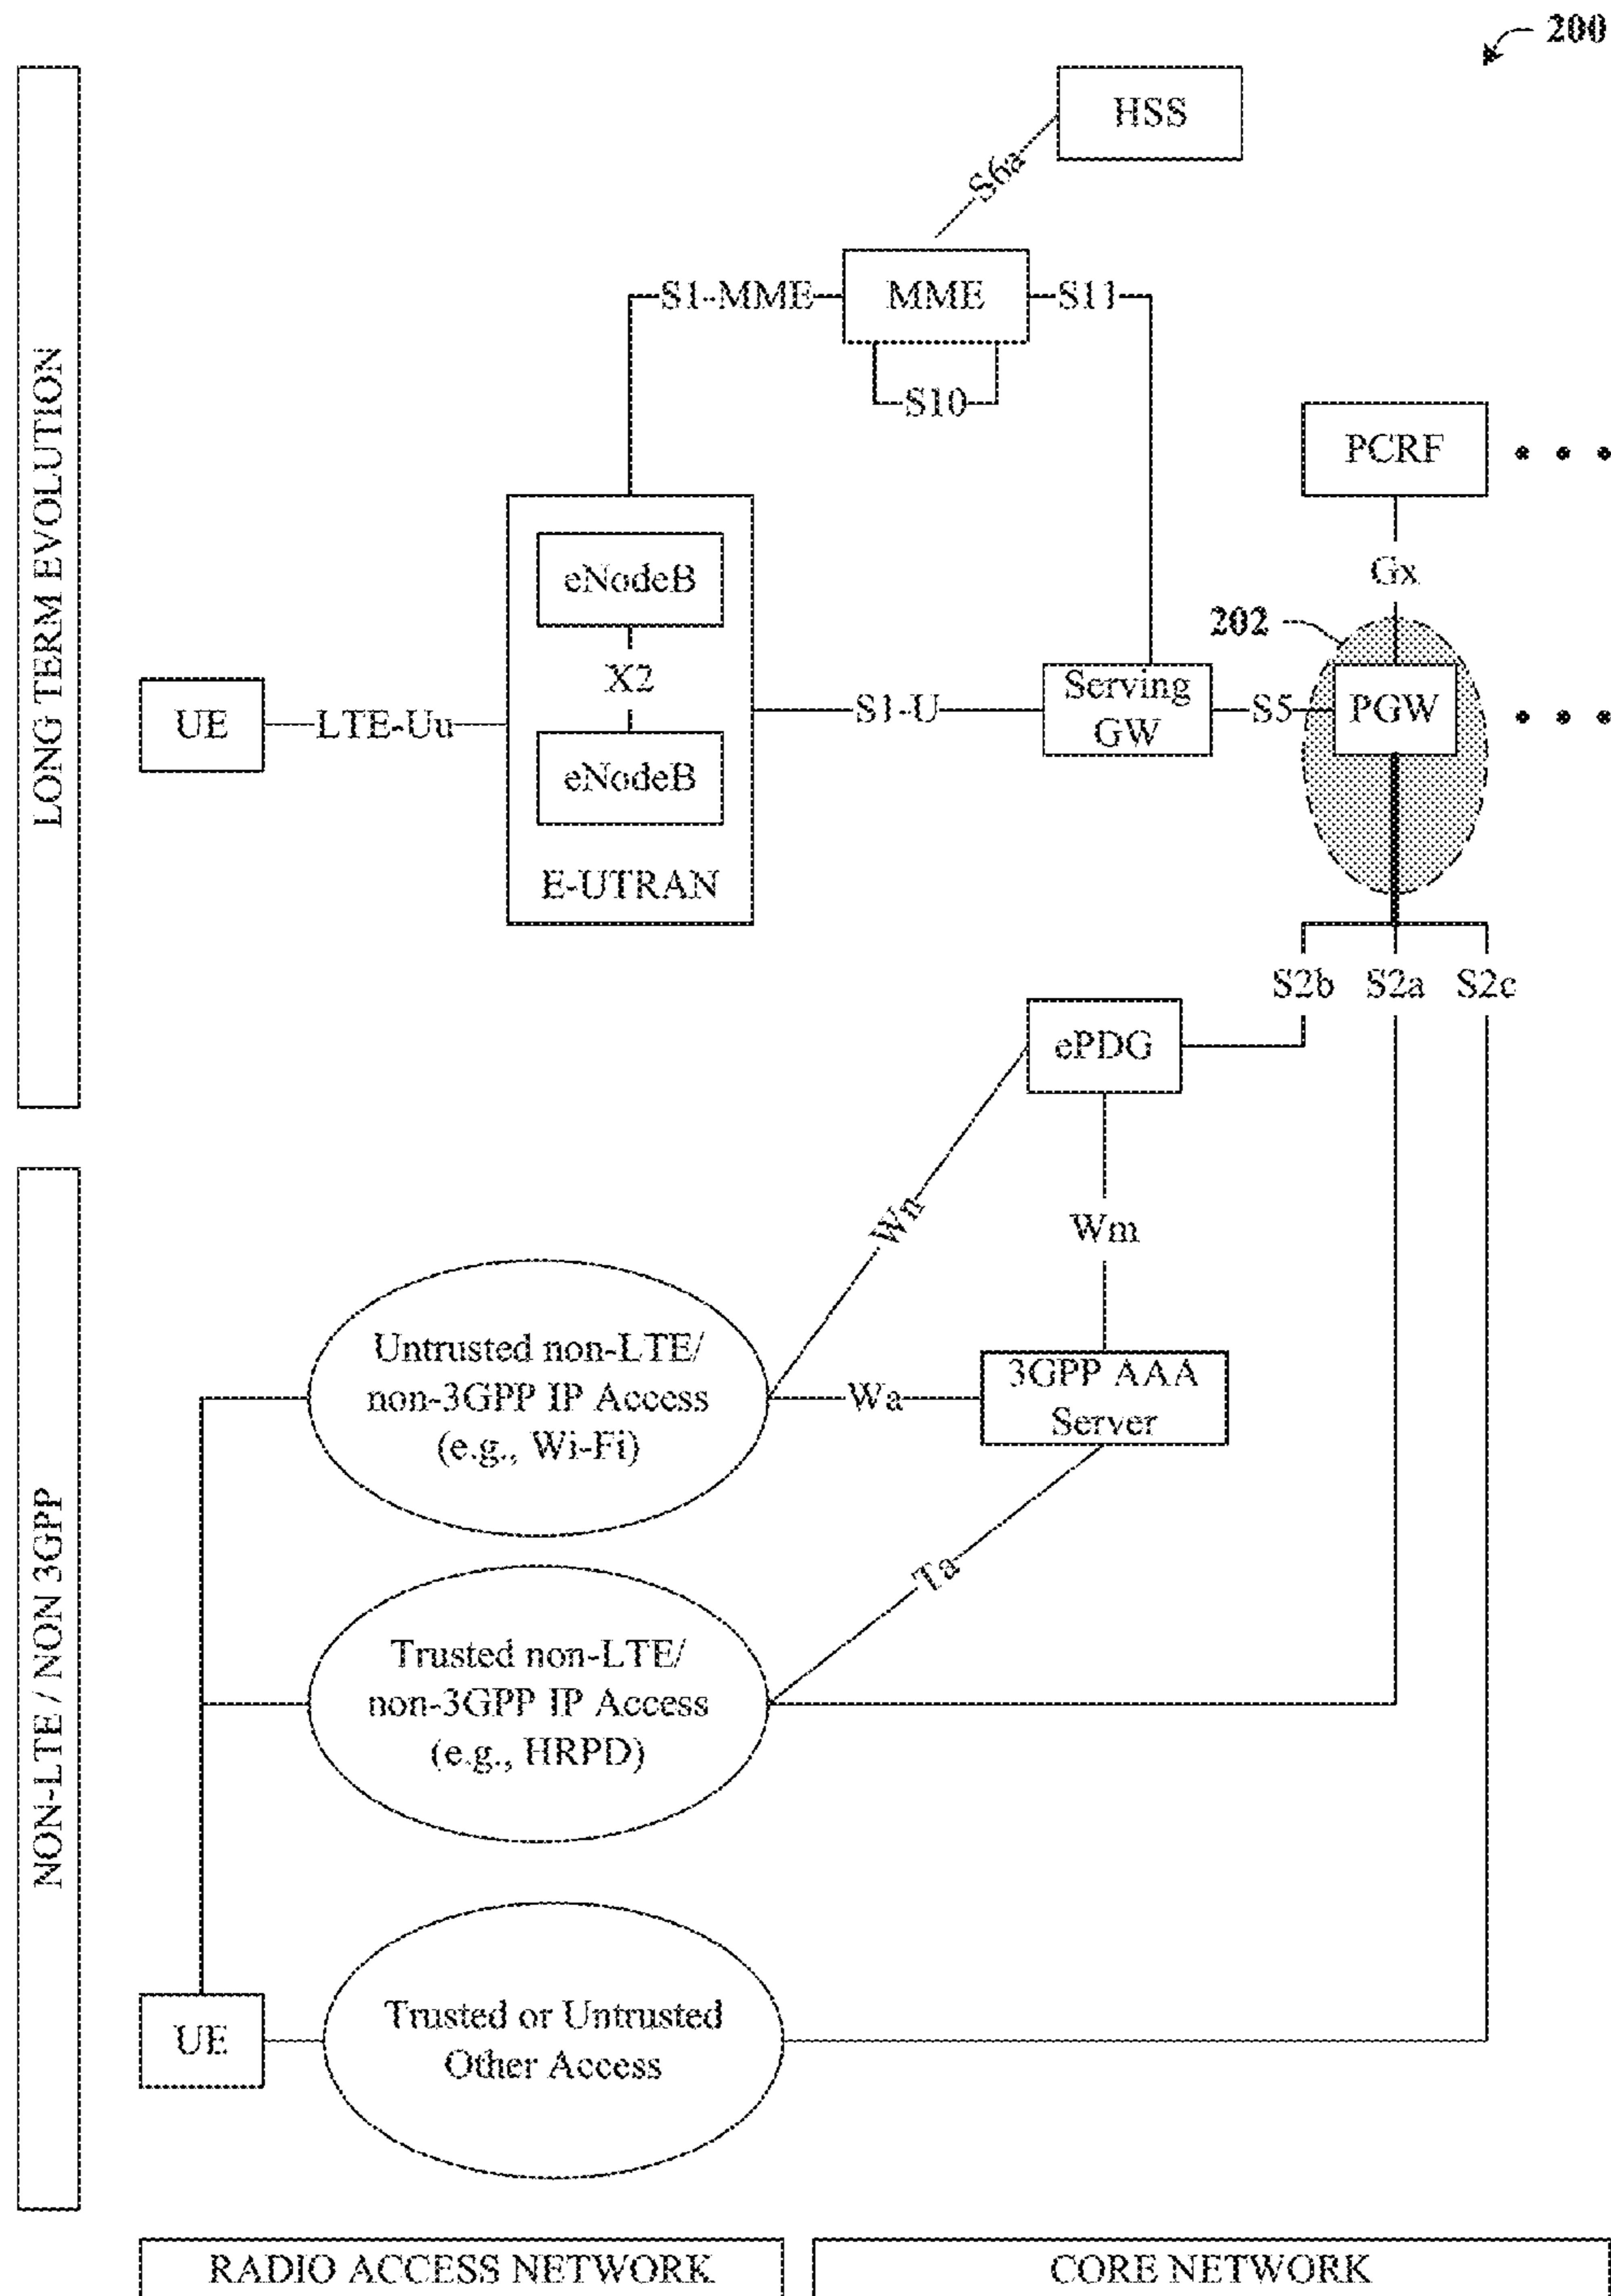 200
HSS
S6a
S1-MME
MME
S11
S10
LONG TERM EVOLUTION
PCRF
Gx
202
eNodeB
X2
eNodeB
E-UTRAN
UE
LTE-Uu
S1-U
Serving
GW
S5
PGW
S2b
S2a
S2c
ePDG
Wn
Wm
NON-LTE / NON 3GPP
Untrusted non-LTE/
non-3GPP IP Access
(e.g., Wi-Fi)
Wa
3GPP AAA
Server
Ta
Trusted non-LTE/
non-3GPP IP Access
(e.g., HRPD)
UE
Trusted or Untrusted
Other Access
RADIO ACCESS NETWORK
CORE NETWORK